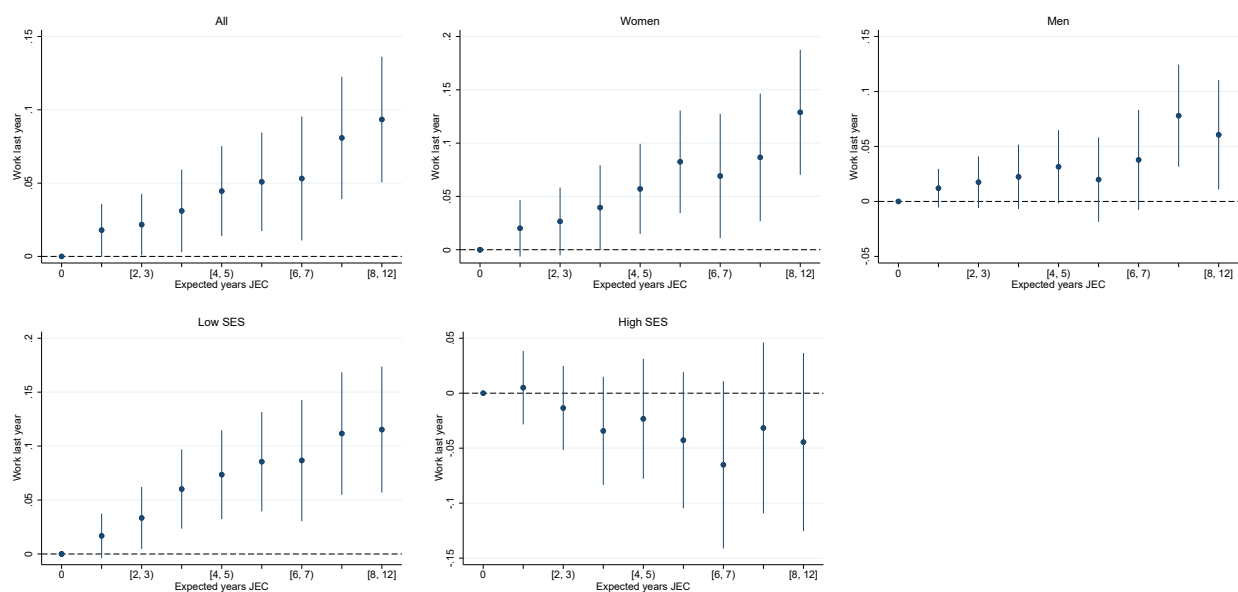 All
Work last year
.15
.1
.05
0
0 [2, 3) [4, 5) [6, 7) [8, 12]
Expected years JEC
Women
Work last year
.2
.15
.1
.05
0
0 [2, 3) [4, 5) [6, 7) [8, 12]
Expected years JEC
Men
Work last year
.15
.1
.05
0
-.05
0 [2, 3) [4, 5) [6, 7) [8, 12]
Expected years JEC
Low SES
Work last year
.2
.15
.1
.05
0
0 [2, 3) [4, 5) [6, 7) [8, 12]
Expected years JEC
High SES
Work last year
.05
0
-.05
-.1
-.15
0 [2, 3) [4, 5) [6, 7) [8, 12]
Expected years JEC